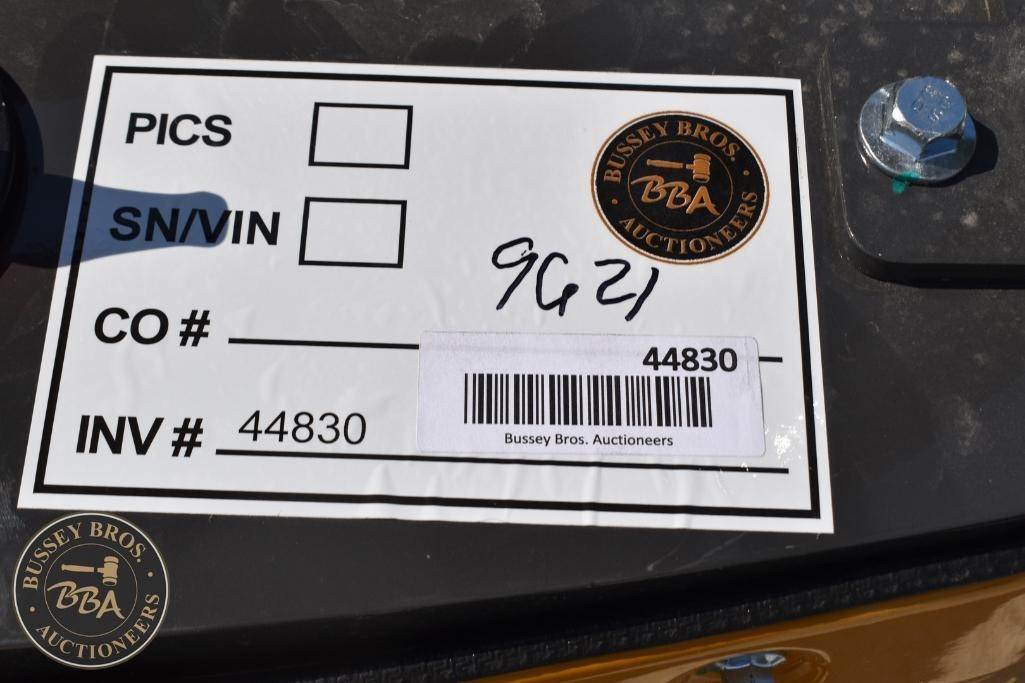 PICS
SN/VIN
CO #
INV # 44830
BUSSEY BROS.
BBA
AUCTIONEERS
9G21
44830
Bussey Bros. Auctioneers
BUSSEY BROS.
BBA
AUCTIONEERS